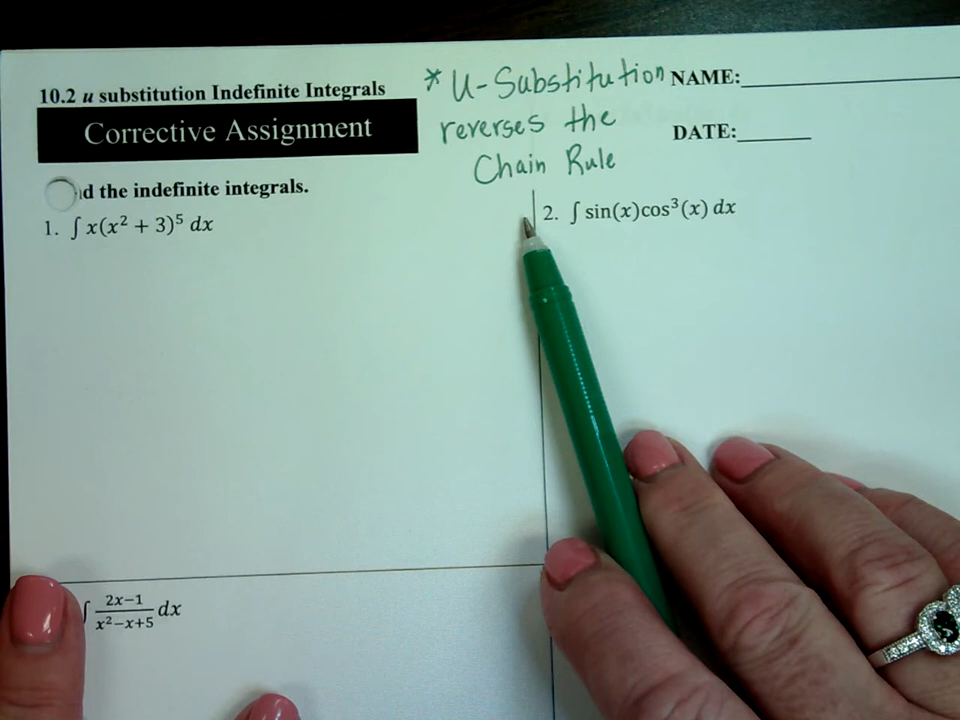 10.2 u substitution Indefinite Integrals
Corrective Assignment
* U-Substitution
reverses the
Chain Rule
NAME:
DATE:
the indefinite integrals.
1. ∫ x(x² + 3)⁵ dx
2. ∫ sin(x)cos³(x) dx
∫ (2x−1)/(x²−x+5) dx